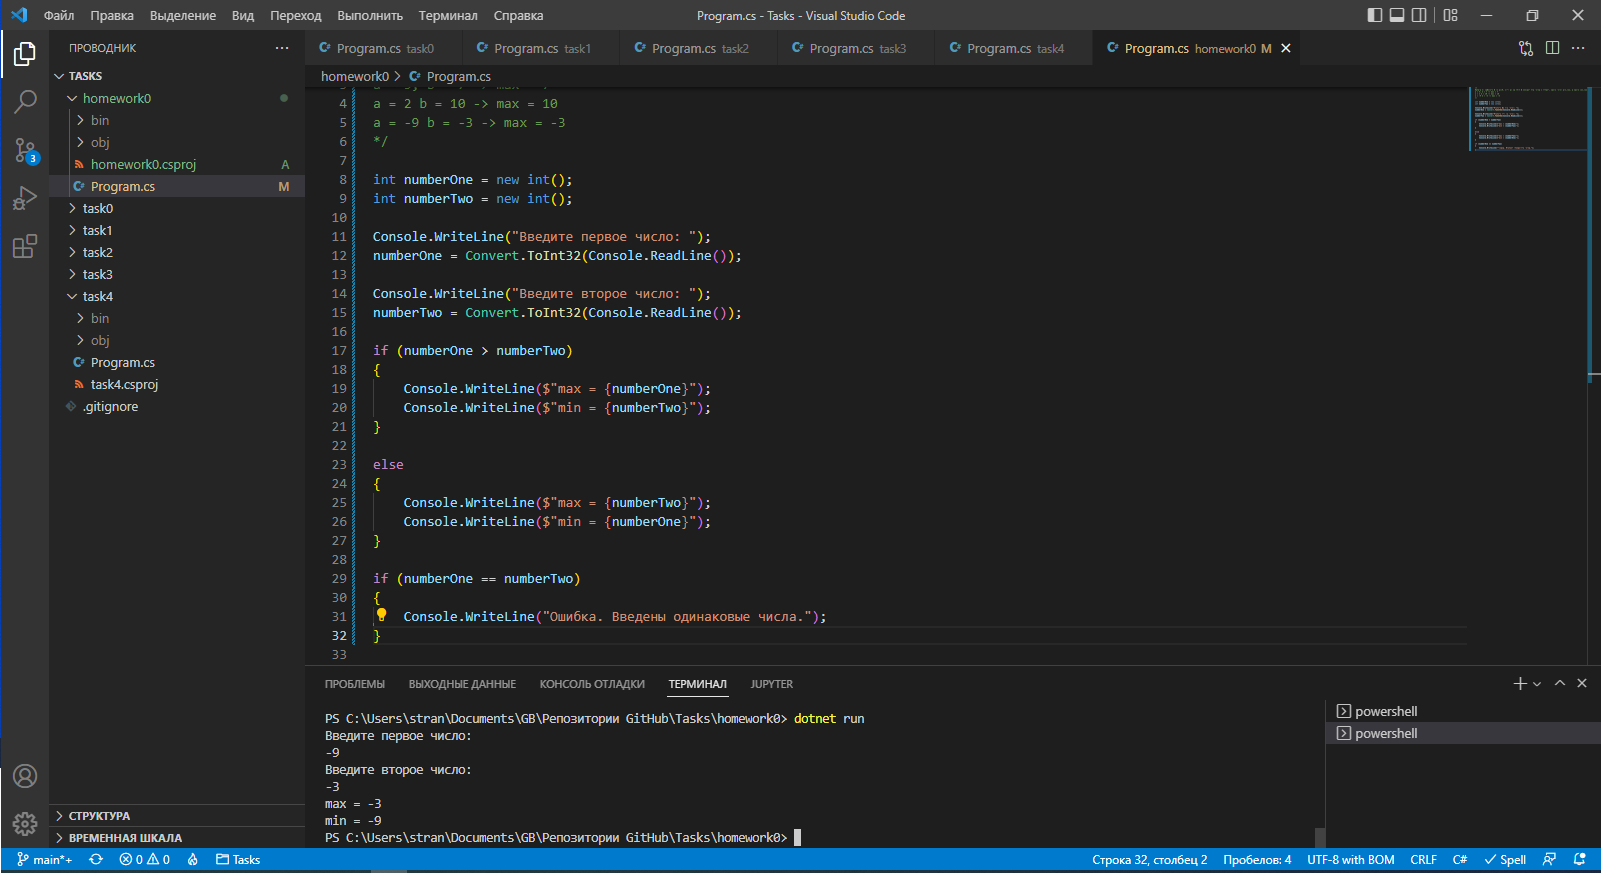 Файл Правка Выделение Вид Переход Выполнить Терминал Справка Program.cs - Tasks - Visual Studio Code
ПРОВОДНИК
TASKS
homework0
bin
obj
homework0.csproj A
Program.cs M
task0
task1
task2
task3
task4
bin
obj
Program.cs
task4.csproj
.gitignore
СТРУКТУРА
ВРЕМЕННАЯ ШКАЛА
3
Program.cs task0 Program.cs task1 Program.cs task2 Program.cs task3 Program.cs task4 Program.cs homework0 M
homework0 > Program.cs
4 a = 2 b = 10 -> max = 10
5 a = -9 b = -3 -> max = -3
6 */
7
8 int numberOne = new int();
9 int numberTwo = new int();
10
11 Console.WriteLine("Введите первое число: ");
12 numberOne = Convert.ToInt32(Console.ReadLine());
13
14 Console.WriteLine("Введите второе число: ");
15 numberTwo = Convert.ToInt32(Console.ReadLine());
16
17 if (numberOne > numberTwo)
18 {
19 Console.WriteLine($"max = {numberOne}");
20 Console.WriteLine($"min = {numberTwo}");
21 }
22
23 else
24 {
25 Console.WriteLine($"max = {numberTwo}");
26 Console.WriteLine($"min = {numberOne}");
27 }
28
29 if (numberOne == numberTwo)
30 {
31 Console.WriteLine("Ошибка. Введены одинаковые числа.");
32 }
33
ПРОБЛЕМЫ ВЫХОДНЫЕ ДАННЫЕ КОНСОЛЬ ОТЛАДКИ ТЕРМИНАЛ JUPYTER
PS C:\Users\stran\Documents\GB\Репозитории GitHub\Tasks\homework0> dotnet run
Введите первое число:
-9
Введите второе число:
-3
max = -3
min = -9
PS C:\Users\stran\Documents\GB\Репозитории GitHub\Tasks\homework0>
powershell
powershell
main*+ 0 0 Tasks Строка 32, столбец 2 Пробелов: 4 UTF-8 with BOM CRLF C# Spell